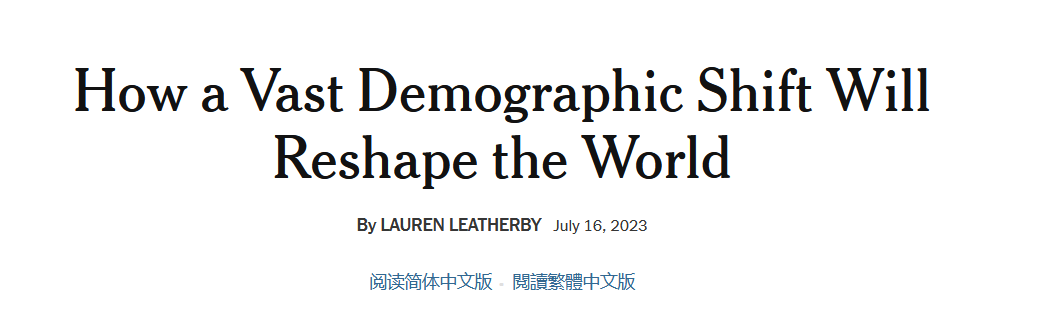 How a Vast Demographic Shift Will
Reshape the World
By LAUREN LEATHERBY July 16, 2023
阅读简体中文版 · 閱讀繁體中文版